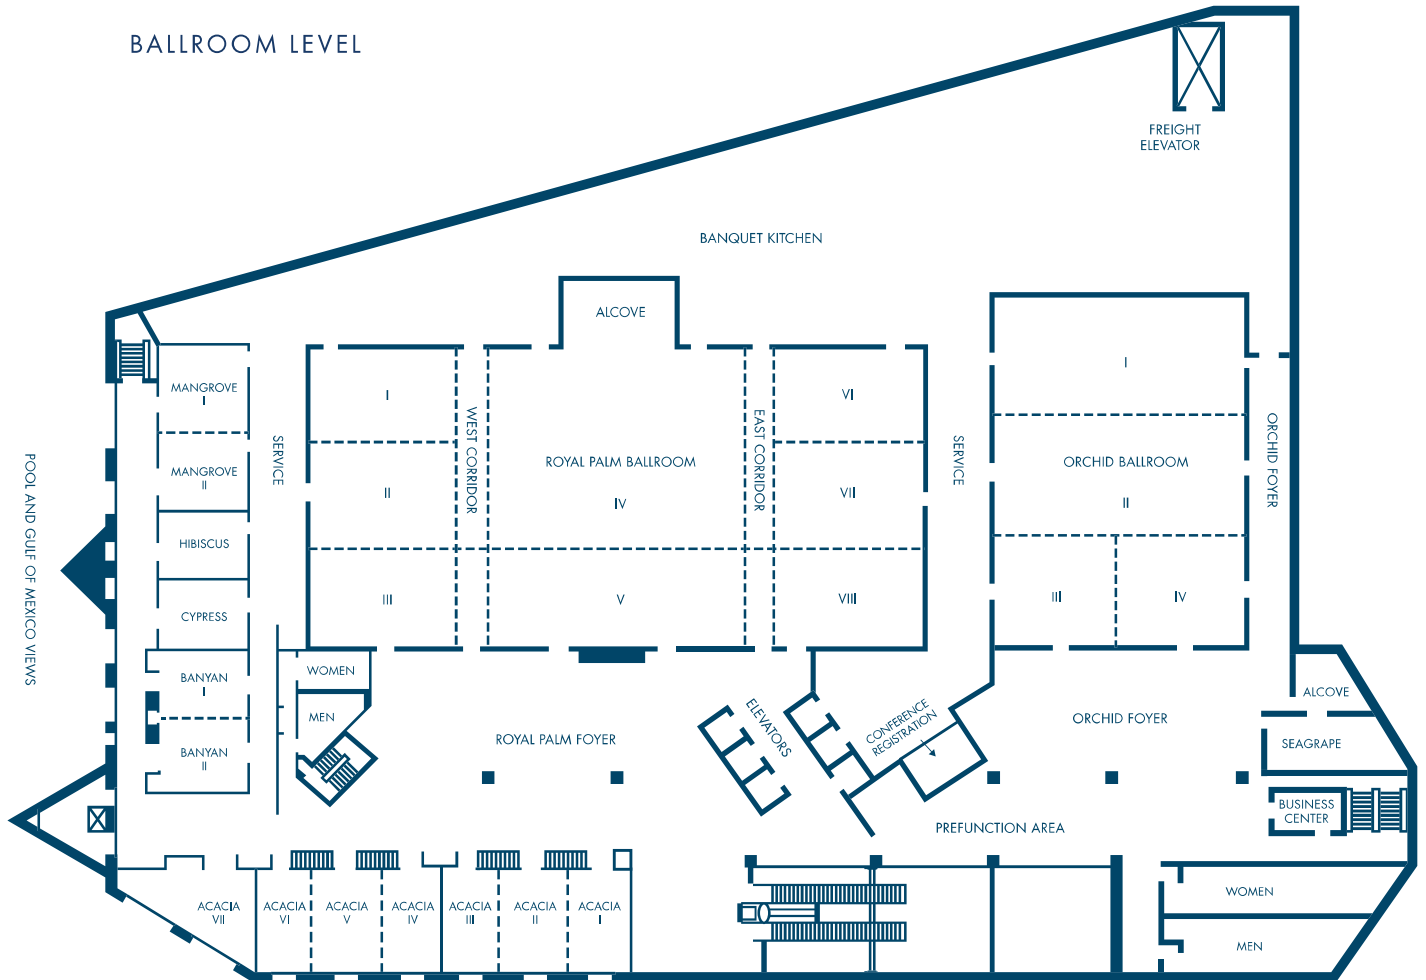 BALLROOM LEVEL
FREIGHT
ELEVATOR
BANQUET KITCHEN
ALCOVE
MANGROVE
I
MANGROVE
II
HIBISCUS
CYPRESS
BANYAN
I
BANYAN
II
POOL AND GULF OF MEXICO VIEWS
SERVICE
I
II
III
WEST CORRIDOR
ROYAL PALM BALLROOM
IV
V
EAST CORRIDOR
VI
VII
VIII
SERVICE
I
ORCHID BALLROOM
II
III
IV
ORCHID FOYER
WOMEN
MEN
ROYAL PALM FOYER
ELEVATORS
CONFERENCE
REGISTRATION
ORCHID FOYER
ALCOVE
SEAGRAPE
BUSINESS
CENTER
PREFUNCTION AREA
ACACIA
VII
ACACIA
VI
ACACIA
V
ACACIA
IV
ACACIA
III
ACACIA
II
ACACIA
I
WOMEN
MEN